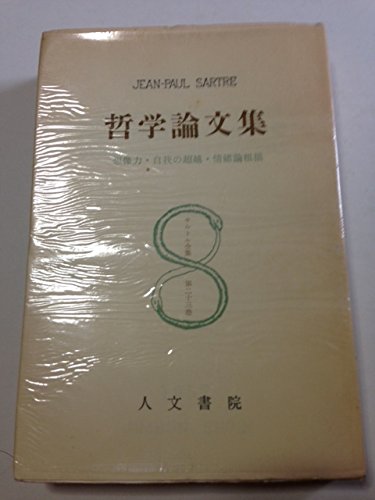 JEAN-PAUL SARTRE
哲学論文集
想像力・自我の超越・情緒論粗描
サルトル全集
第二十三巻
人文書院